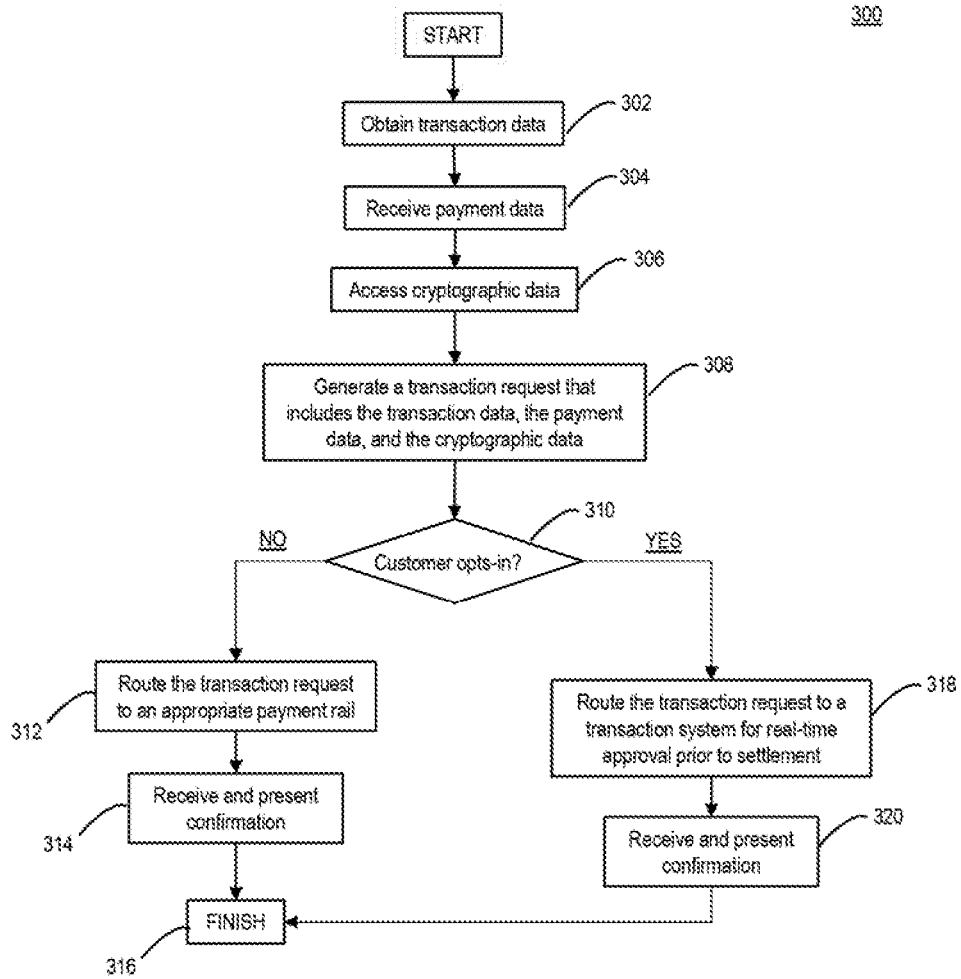 300
START
302
Obtain transaction data
304
Receive payment data
306
Access cryptographic data
308
Generate a transaction request that
includes the transaction data, the payment
data, and the cryptographic data
310
NO
Customer opts-in?
YES
Route the transaction request
to an appropriate payment rail
312
318
Route the transaction request to a
transaction system for real-time
approval prior to settlement
Receive and present
confirmation
314
320
Receive and present
confirmation
FINISH
316